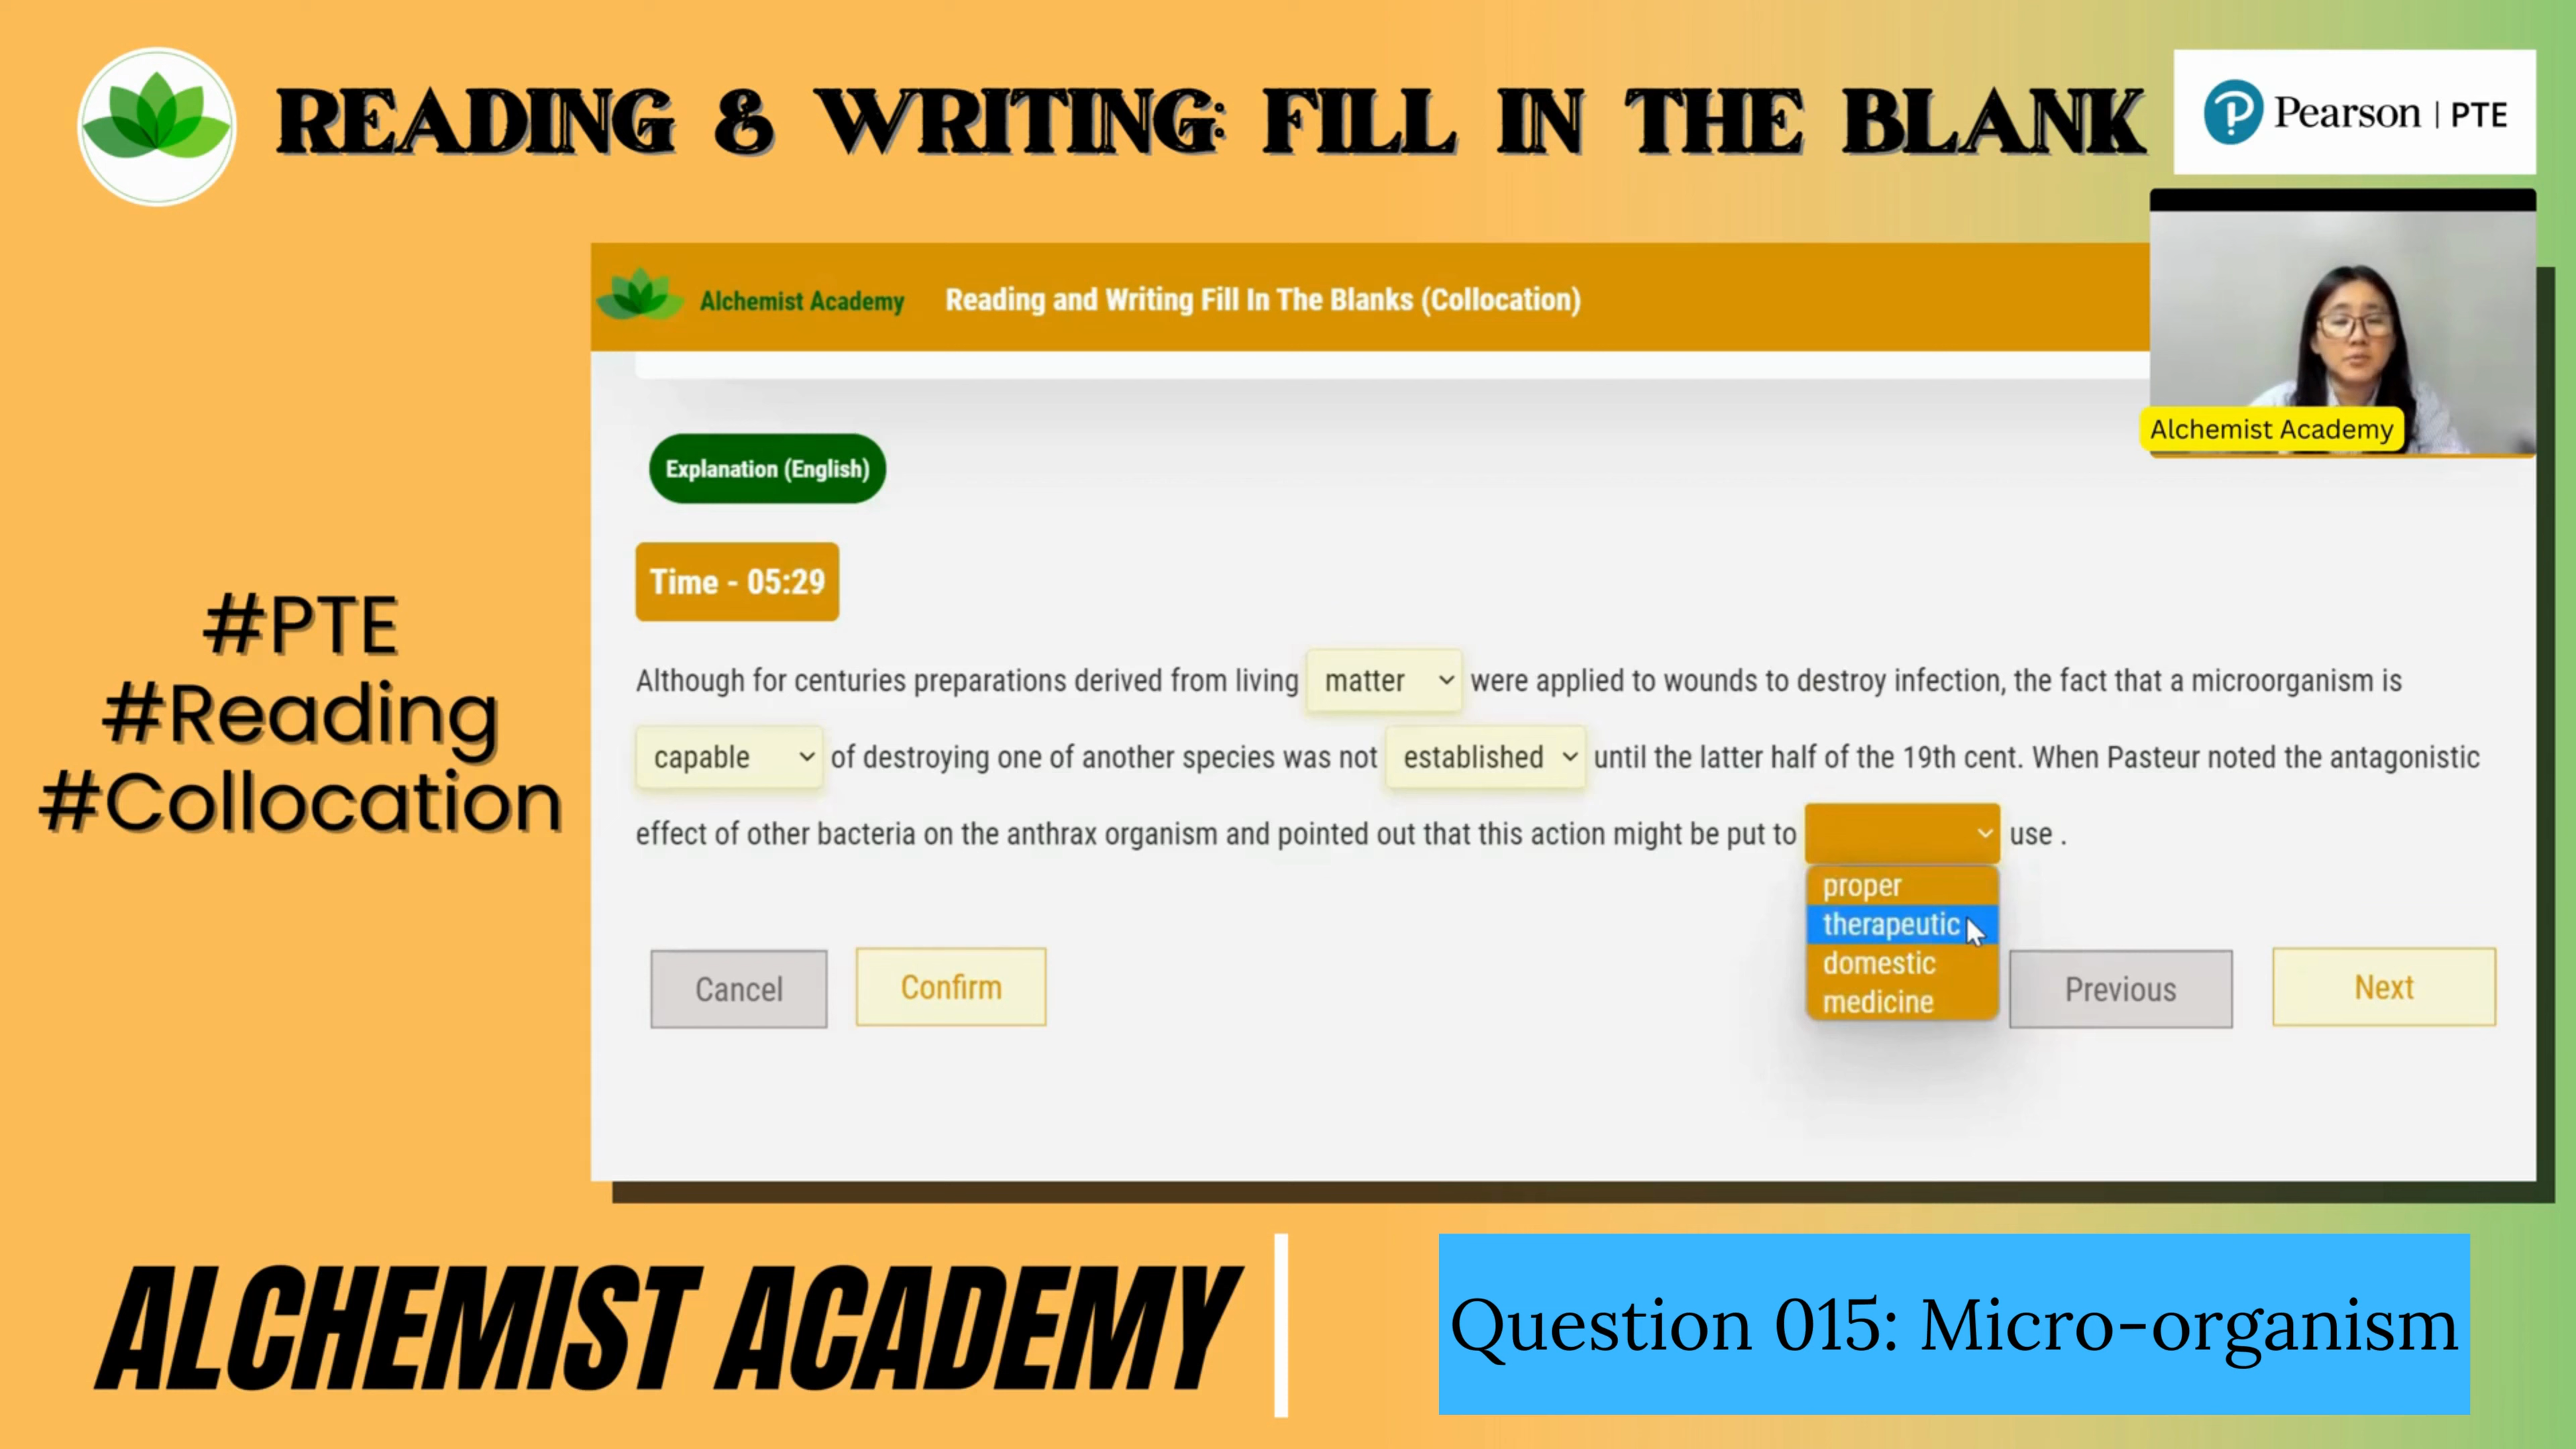 READING & WRITING: FILL IN THE BLANK
Pearson | PTE
Alchemist Academy
Reading and Writing Fill In The Blanks (Collocation)
Alchemist Academy
Explanation (English)
Time - 05:29
#PTE
#Reading
#Collocation
Although for centuries preparations derived from living matter were applied to wounds to destroy infection, the fact that a microorganism is
capable of destroying one of another species was not established until the latter half of the 19th cent. When Pasteur noted the antagonistic
effect of other bacteria on the anthrax organism and pointed out that this action might be put to use .
proper
therapeutic
domestic
medicine
Cancel
Confirm
Previous
Next
ALCHEMIST ACADEMY
Question 015: Micro-organism